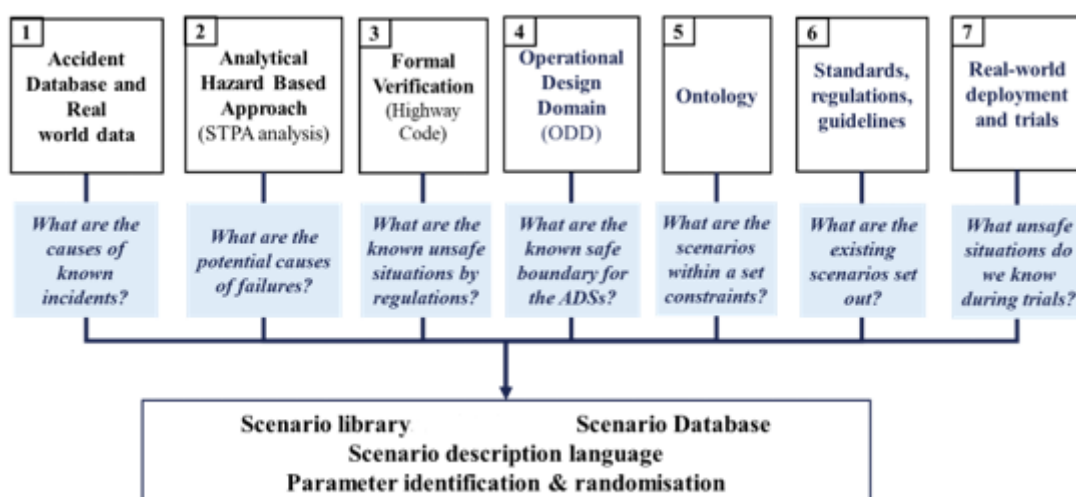 1
Accident
Database and
Real
world data
2
Analytical
Hazard Based
Approach
(STPA analysis)
3
Formal
Verification
(Highway
Code)
4
Operational
Design
Domain
(ODD)
5
Ontology
6
Standards,
regulations,
guidelines
7
Real-world
deployment
and trials
What are the
causes of
known
incidents?
What are the
potential causes
of failures?
What are the
known unsafe
situations by
regulations?
What are the
known safe
boundary for
the ADSs?
What are the
scenarios
within a set
constraints?
What are the
existing
scenarios set
out?
What unsafe
situations do
we know
during trials?
Scenario library Scenario Database
Scenario description language
Parameter identification & randomisation